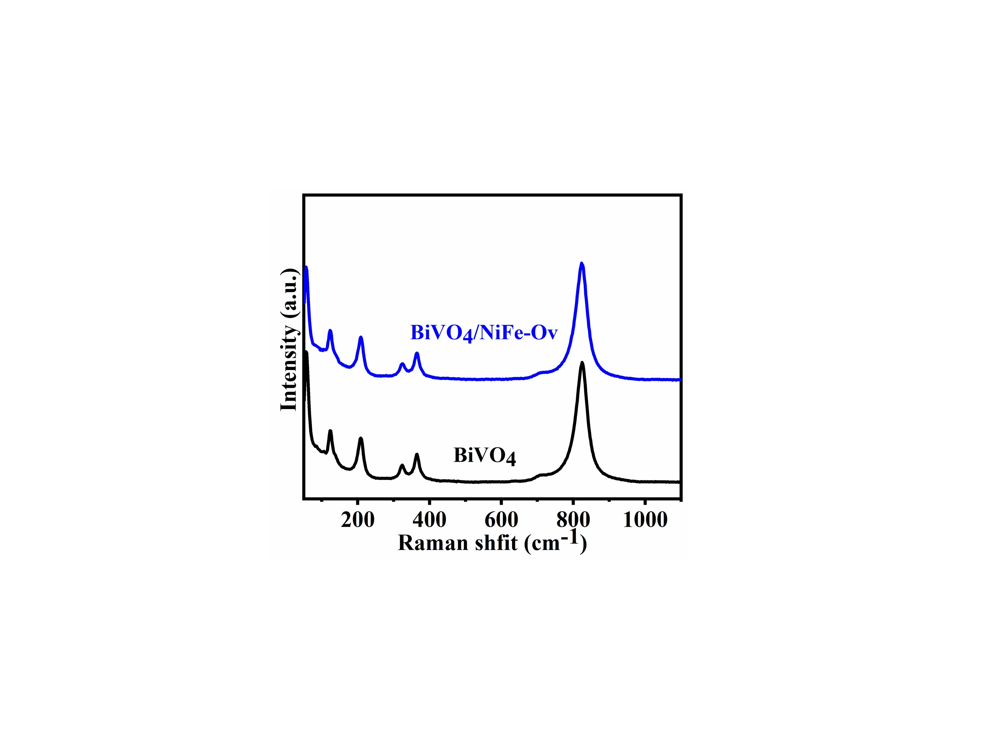 Intensity (a.u.)
BiVO4/NiFe-Ov
BiVO4
200 400 600 800 1000
Raman shfit (cm-1)